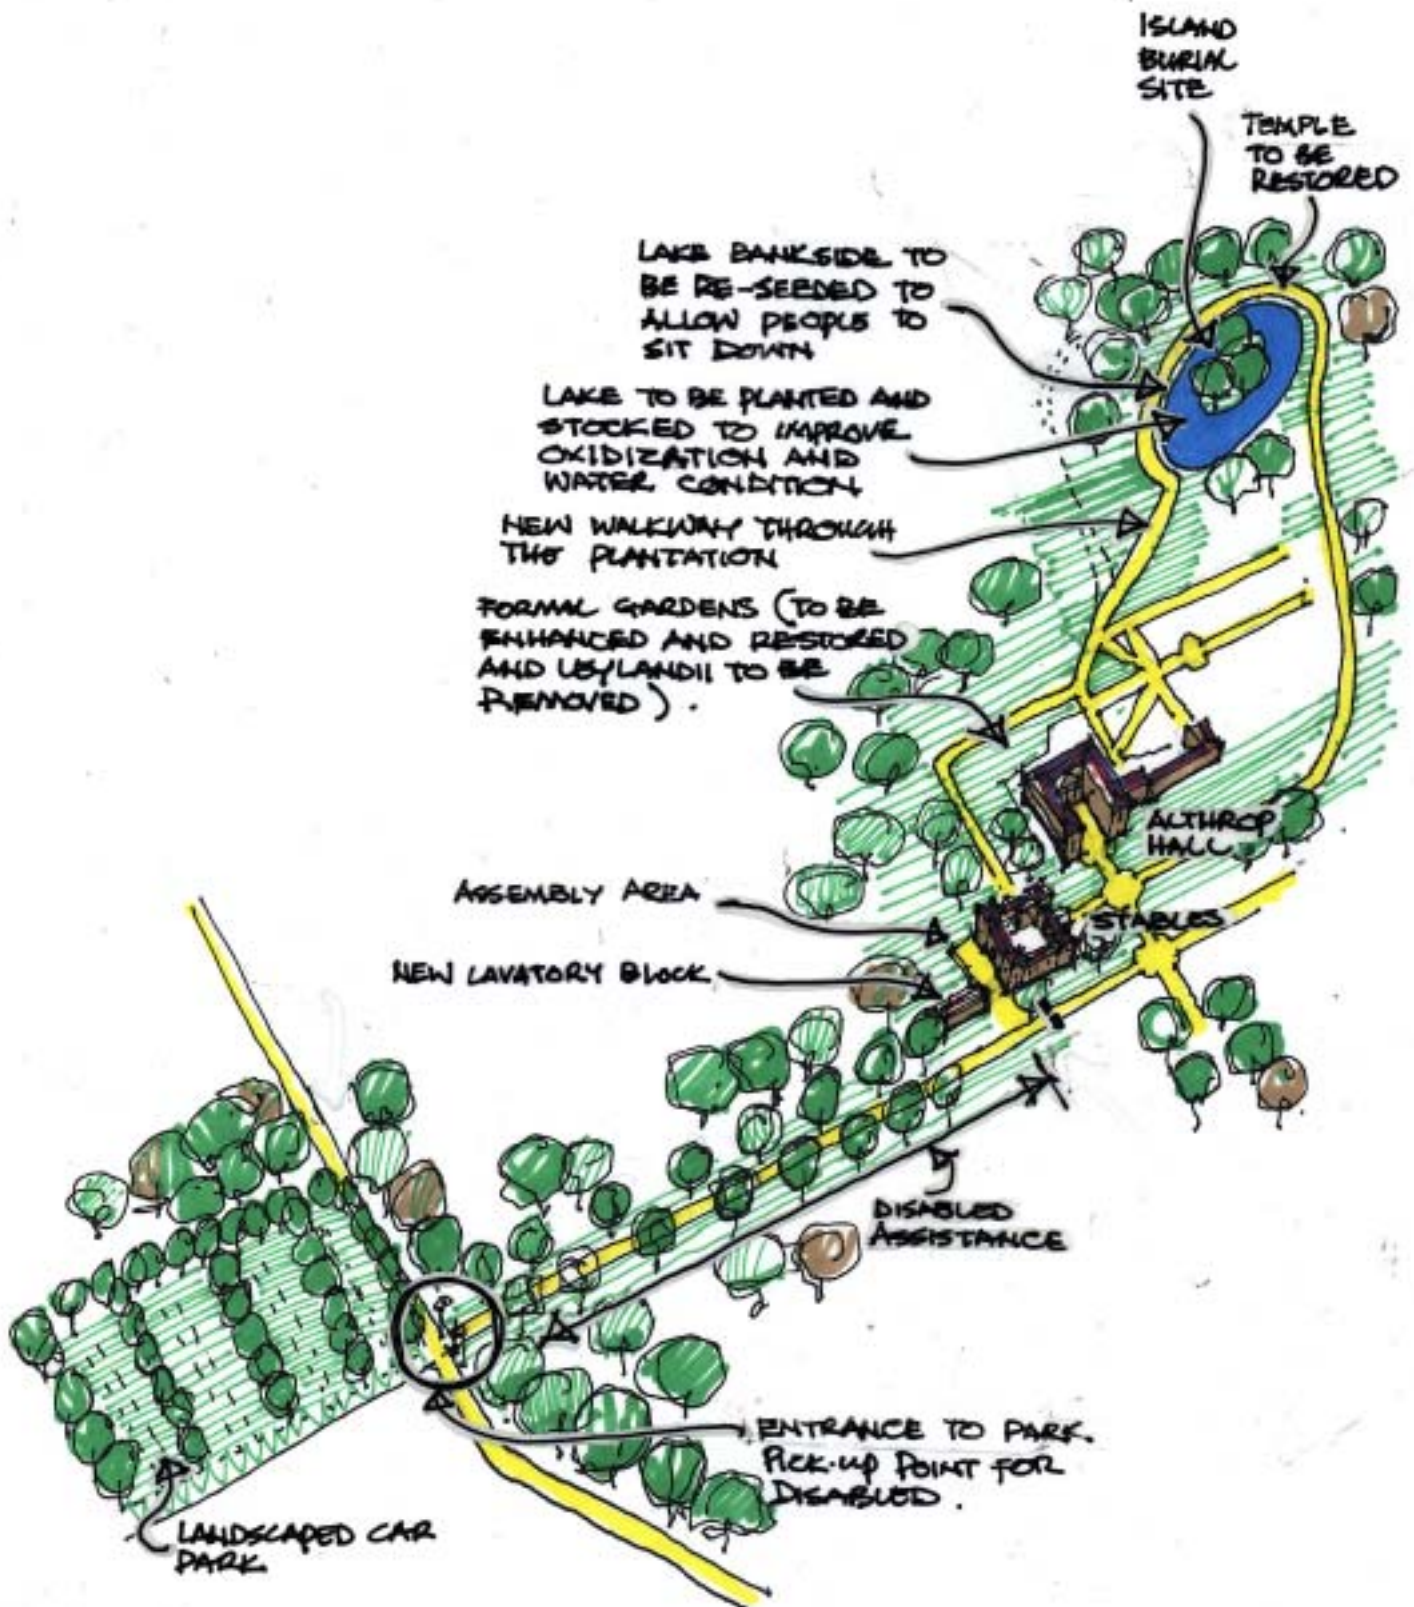 ISLAND
BURIAL
SITE
TEMPLE
TO BE
RESTORED
LAKE BANKSIDE TO
BE RE-SEEDED TO
ALLOW PEOPLE TO
SIT DOWN
LAKE TO BE PLANTED AND
STOCKED TO IMPROVE
OXIDIZATION AND
WATER CONDITION
NEW WALKWAY THROUGH
THE PLANTATION
FORMAL GARDENS (TO BE
ENHANCED AND RESTORED
AND LEYLANDII TO BE
REMOVED).
ALTHROP
HALL
ASSEMBLY AREA
STABLES
NEW LAVATORY BLOCK
DISABLED
ASSISTANCE
ENTRANCE TO PARK.
PICK-UP POINT FOR
DISABLED.
LANDSCAPED CAR
PARK